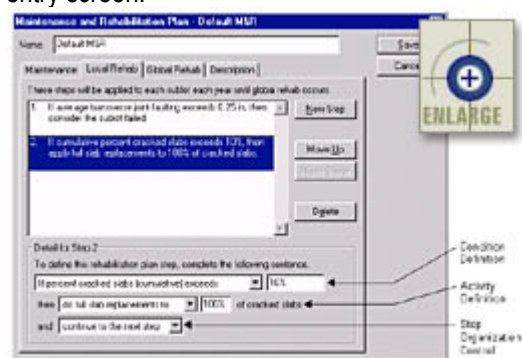 entry screen.
Maintenance and Rehabilitation Plan - Default M&R
Name Default M&R
Save
Cancel
Maintenance Local Rehab Global Rehab Description
These steps will be applied to each sublot each year until global rehab occurs.
1. If average transverse joint faulting exceeds 0.25 in, then
consider the sublot failed.
2. If cumulative percent cracked slabs exceeds 10%, then
apply full slab replacements to 100% of cracked slabs.
New Step
Move Up
Delete
ENLARGE
Detail for Step 2
To define this rehabilitation plan step, complete the following sentence.
If percent cracked slabs (cumulative) exceeds 10%
then do full slab replacements to 100% of cracked slabs
and continue to the next step
Condition
Definition
Activity
Definition
Step
Organization
Control